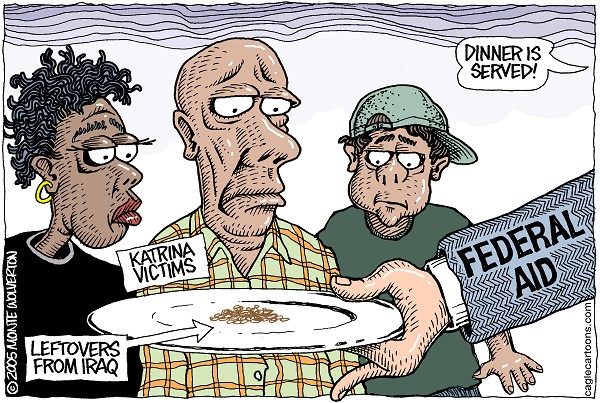 DINNER IS
SERVED!
KATRINA
VICTIMS
FEDERAL
AID
LEFTOVERS
FROM IRAQ
© 2005 MONTE WOLVERTON
caglecartoons.com